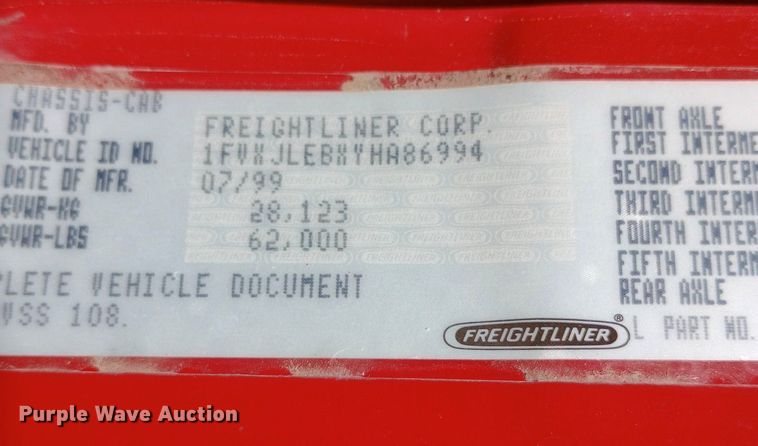 CHASSIS-CAB
MFD. BY FREIGHTLINER CORP.
VEHICLE ID NO. 1FVXJLEBXYHA86994
DATE OF MFR. 07/99
GVWR-KG 28,123
GVWR-LBS 62,000
PLETE VEHICLE DOCUMENT
VSS 108.
FRONT AXLE
FIRST INTERME
SECOND INTERM
THIRD INTERM
FOURTH INTER
FIFTH INTERM
REAR AXLE
L PART NO.
FREIGHTLINER®
Purple Wave Auction